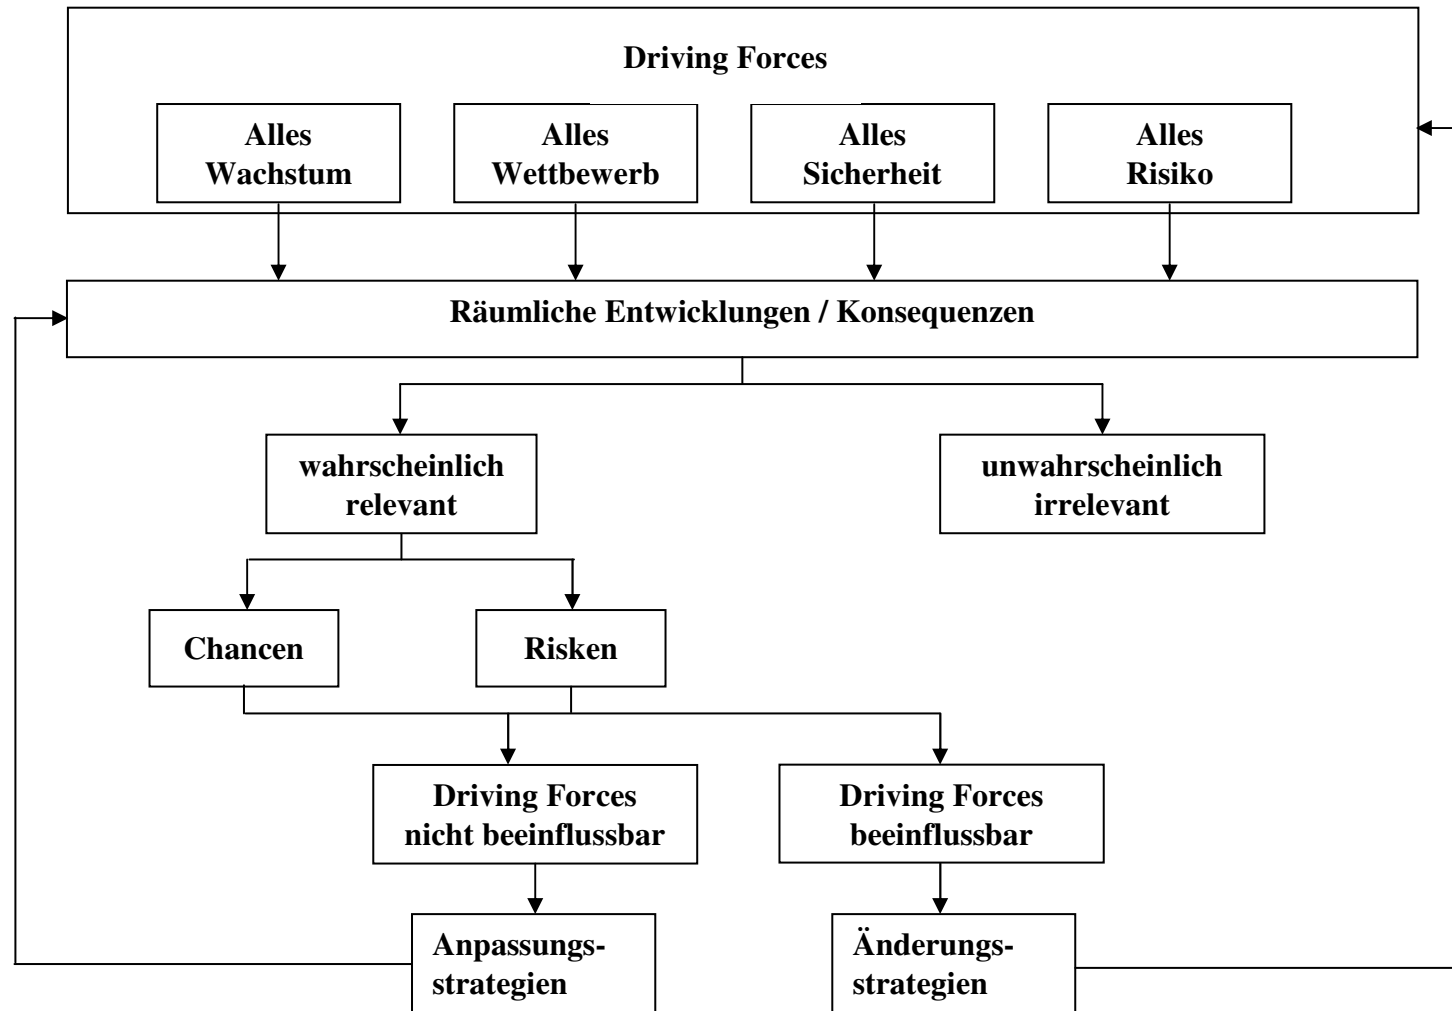 Driving Forces
Alles
Wachstum
Alles
Wettbewerb
Alles
Sicherheit
Alles
Risiko
Räumliche Entwicklungen / Konsequenzen
wahrscheinlich
relevant
unwahrscheinlich
irrelevant
Chancen
Risken
Driving Forces
nicht beeinflussbar
Driving Forces
beeinflussbar
Anpassungs-
strategien
Änderungs-
strategien